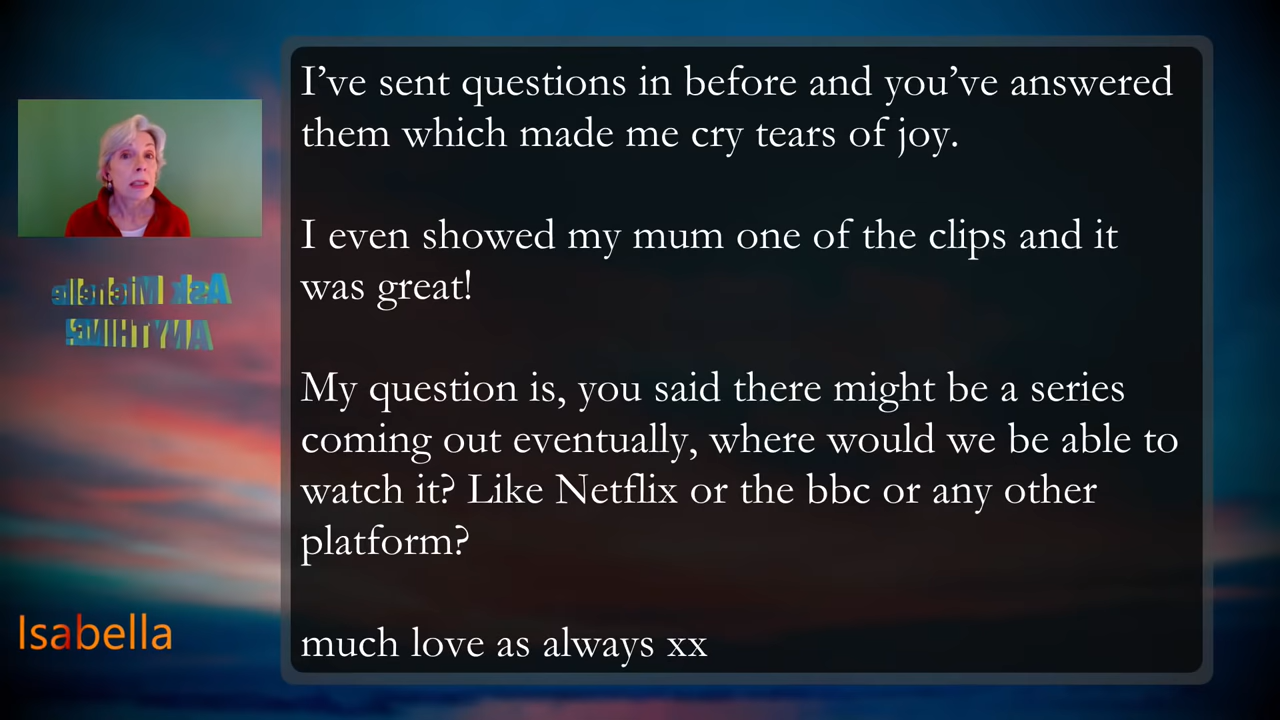 I've sent questions in before and you've answered
them which made me cry tears of joy.
I even showed my mum one of the clips and it
was great!
My question is, you said there might be a series
coming out eventually, where would we be able to
watch it? Like Netflix or the bbc or any other
platform?
much love as always xx
Ask Michelle
ANYTHING!
Isabella